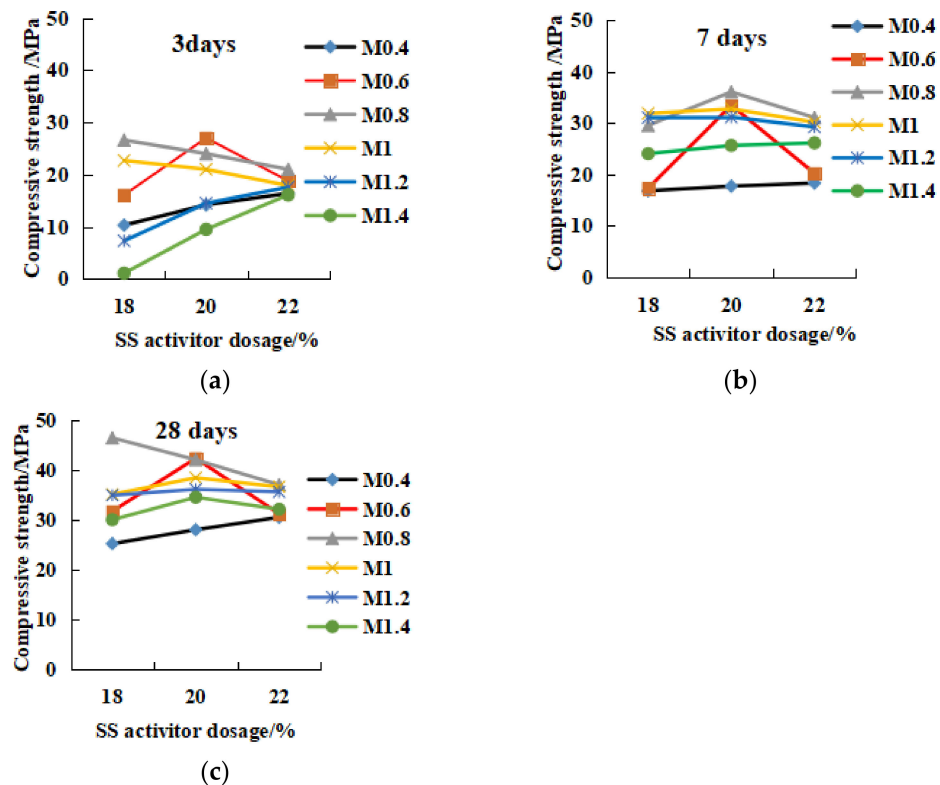 Compressive strength /MPa
50
40
30
20
10
0
3days
18
20
22
SS activitor dosage/%
M0.4
M0.6
M0.8
M1
M1.2
M1.4
(a)
Compressive strength /MPa
50
40
30
20
10
0
7 days
18
20
22
SS activitor dosage/%
M0.4
M0.6
M0.8
M1
M1.2
M1.4
(b)
Compressive strength/MPa
50
40
30
20
10
0
28 days
18
20
22
SS activitor dosage/%
M0.4
M0.6
M0.8
M1
M1.2
M1.4
(c)